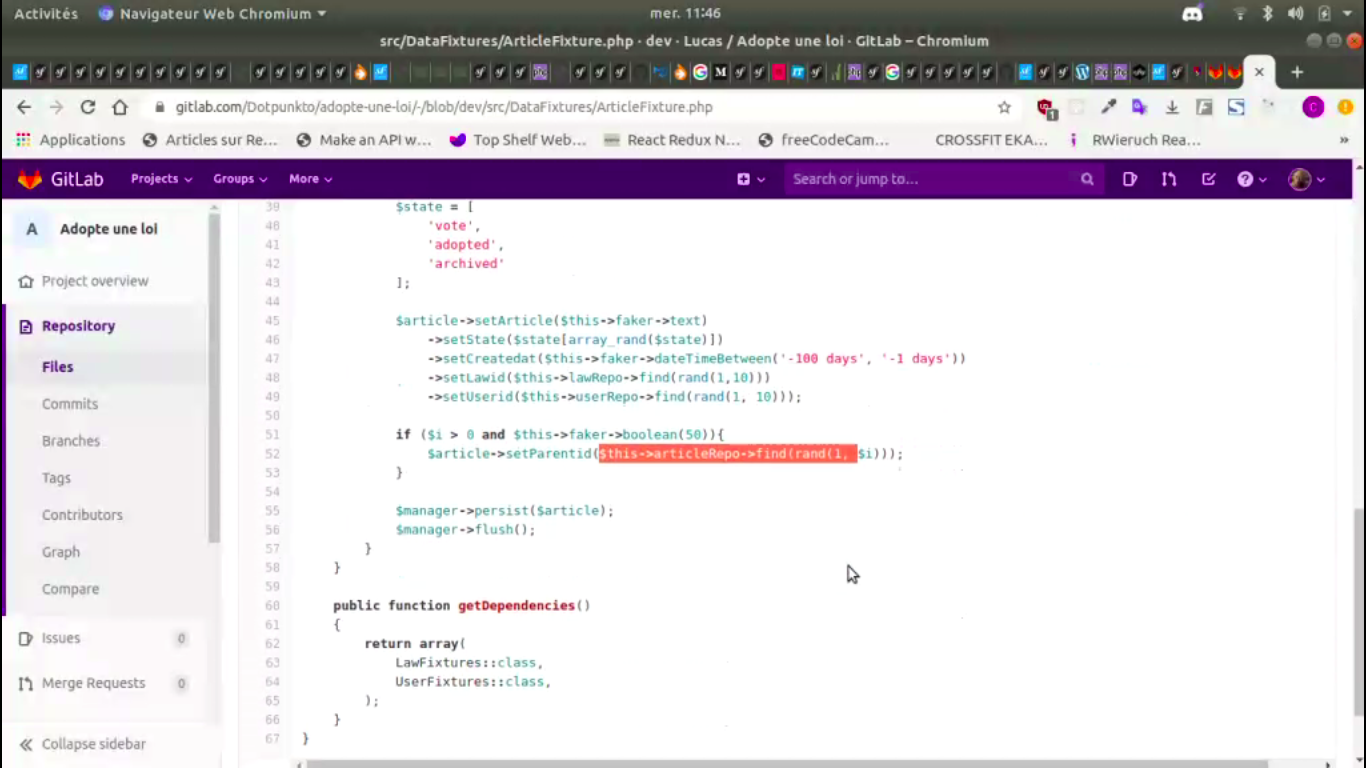 Activités
Navigateur Web Chromium
mer. 11:46
src/DataFixtures/ArticleFixture.php · dev · Lucas / Adopte une loi · GitLab – Chromium
gitlab.com/Dotpunkto/adopte-une-loi/-/blob/dev/src/DataFixtures/ArticleFixture.php
Applications Articles sur Re... Make an API w... Top Shelf Web... React Redux N... freeCodeCam... CROSSFIT EKA... RWieruch Rea... »
GitLab Projects Groups More Search or jump to...
A Adopte une loi
Project overview
Repository
Files
Commits
Branches
Tags
Contributors
Graph
Compare
Issues 0
Merge Requests 0
Collapse sidebar
39 $state = [
40 'vote',
41 'adopted',
42 'archived'
43 ];
44
45 $article->setArticle($this->faker->text)
46 ->setState($state[array_rand($state)])
47 ->setCreatedat($this->faker->dateTimeBetween('-100 days', '-1 days'))
48 ->setLawid($this->lawRepo->find(rand(1,10)))
49 ->setUserid($this->userRepo->find(rand(1, 10)));
50
51 if ($i > 0 and $this->faker->boolean(50)){
52 $article->setParentid($this->articleRepo->find(rand(1, $i)));
53 }
54
55 $manager->persist($article);
56 $manager->flush();
57 }
58 }
59
60 public function getDependencies()
61 {
62 return array(
63 LawFixtures::class,
64 UserFixtures::class,
65 );
66 }
67 }